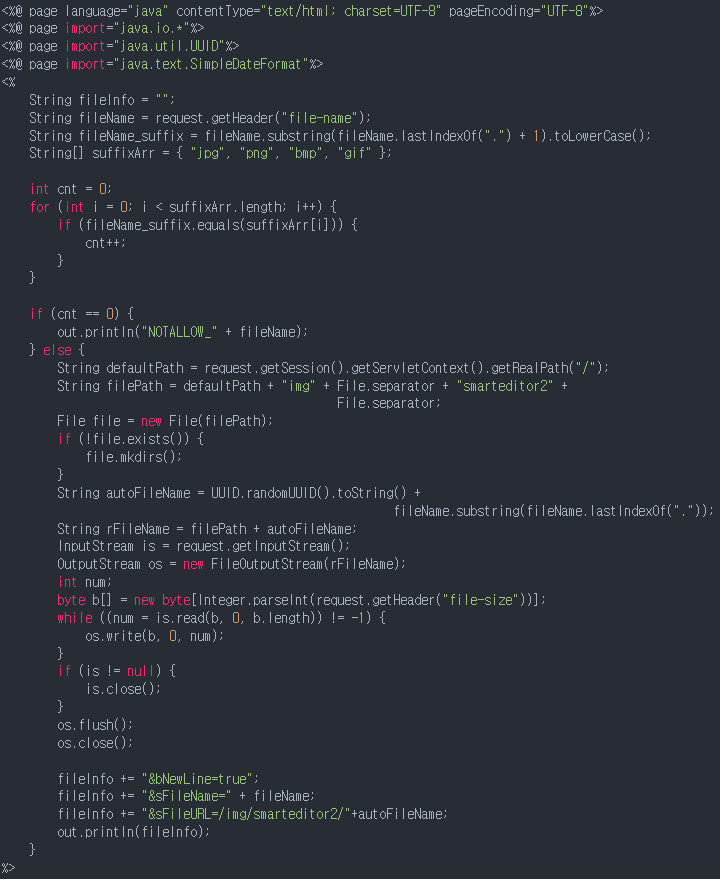 <%@ page language="java" contentType="text/html; charset=UTF-8" pageEncoding="UTF-8"%>
<%@ page import="java.io.*"%>
<%@ page import="java.util.UUID"%>
<%@ page import="java.text.SimpleDateFormat"%>
<%
    String fileInfo = "";
    String fileName = request.getHeader("file-name");
    String fileName_suffix = fileName.substring(fileName.lastIndexOf(".") + 1).toLowerCase();
    String[] suffixArr = { "jpg", "png", "bmp", "gif" };

    int cnt = 0;
    for (int i = 0; i < suffixArr.length; i++) {
        if (fileName_suffix.equals(suffixArr[i])) {
            cnt++;
        }
    }

    if (cnt == 0) {
        out.println("NOTALLOW_" + fileName);
    } else {
        String defaultPath = request.getSession().getServletContext().getRealPath("/");
        String filePath = defaultPath + "img" + File.separator + "smarteditor2" +
                                                File.separator;
        File file = new File(filePath);
        if (!file.exists()) {
            file.mkdirs();
        }
        String autoFileName = UUID.randomUUID().toString() +
                                                        fileName.substring(fileName.lastIndexOf("."));
        String rFileName = filePath + autoFileName;
        InputStream is = request.getInputStream();
        OutputStream os = new FileOutputStream(rFileName);
        int num;
        byte b[] = new byte[Integer.parseInt(request.getHeader("file-size"))];
        while ((num = is.read(b, 0, b.length)) != -1) {
            os.write(b, 0, num);
        }
        if (is != null) {
            is.close();
        }
        os.flush();
        os.close();

        fileInfo += "&bNewLine=true";
        fileInfo += "&sFileName=" + fileName;
        fileInfo += "&sFileURL=/img/smarteditor2/"+autoFileName;
        out.println(fileInfo);
    }
%>